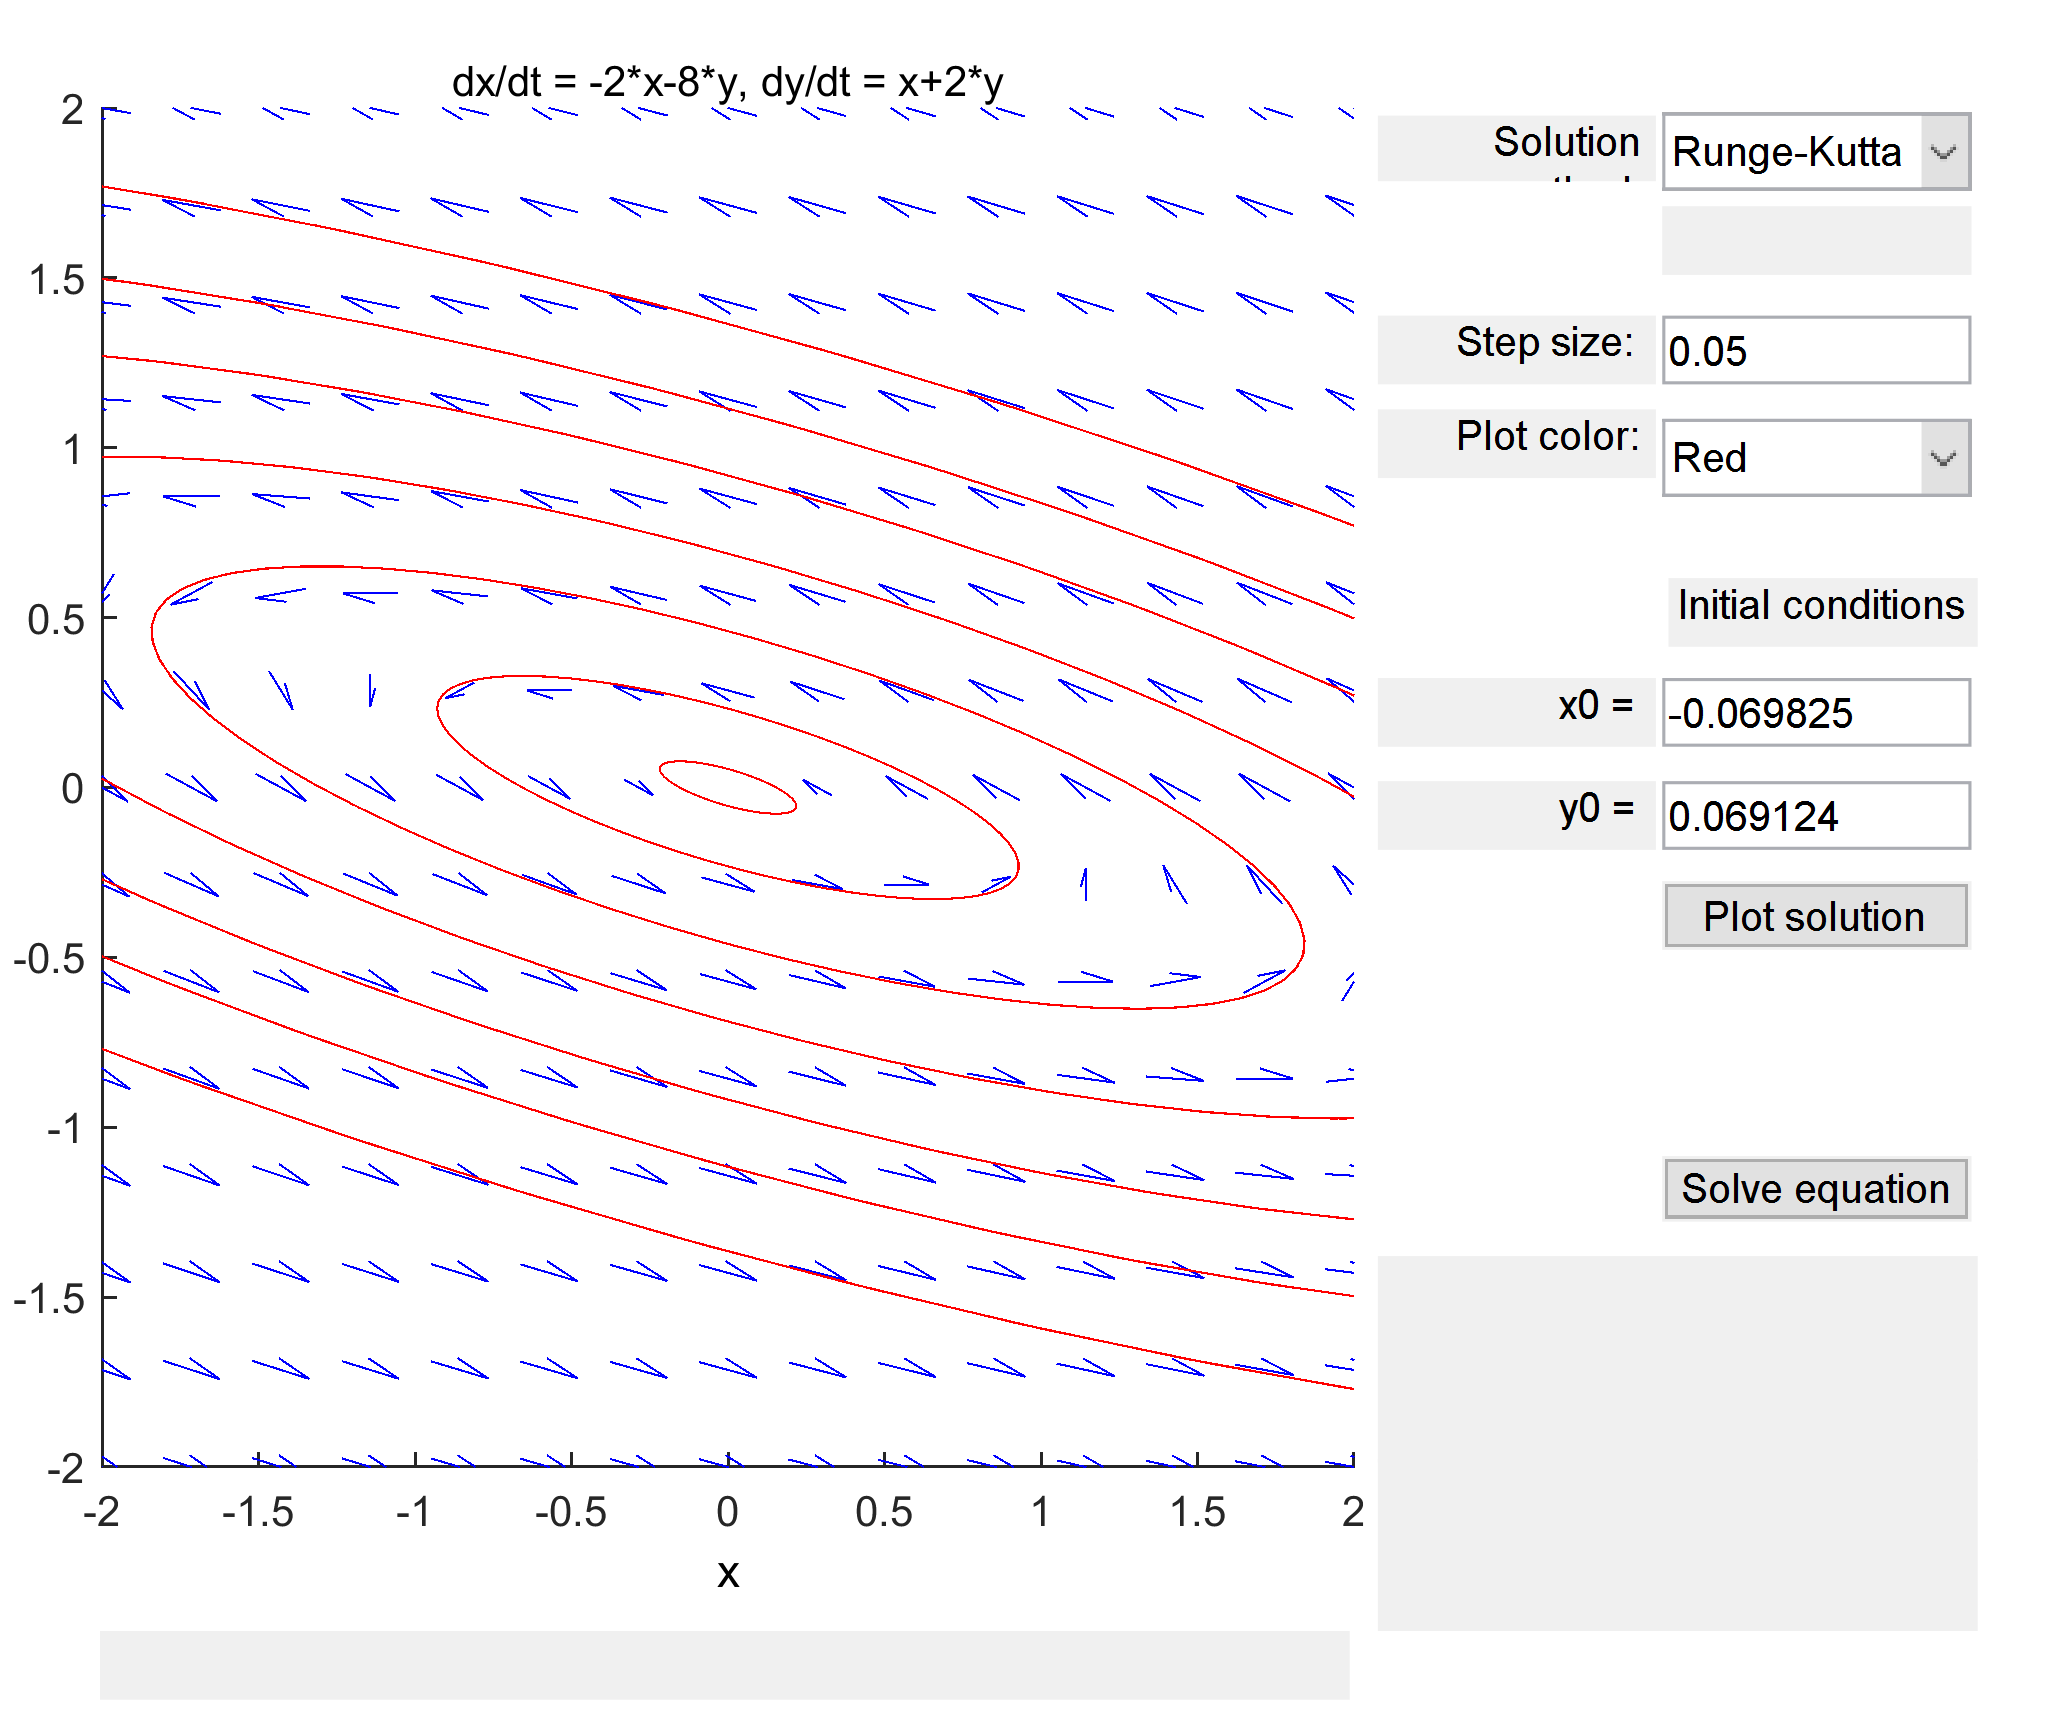 dx/dt = -2*x-8*y, dy/dt = x+2*y
2
1.5
1
0.5
0
-0.5
-1
-1.5
-2
-2 -1.5 -1 -0.5 0 0.5 1 1.5 2
x
Solution
Runge-Kutta
Step size:
0.05
Plot color:
Red
Initial conditions
x0 =
-0.069825
y0 =
0.069124
Plot solution
Solve equation